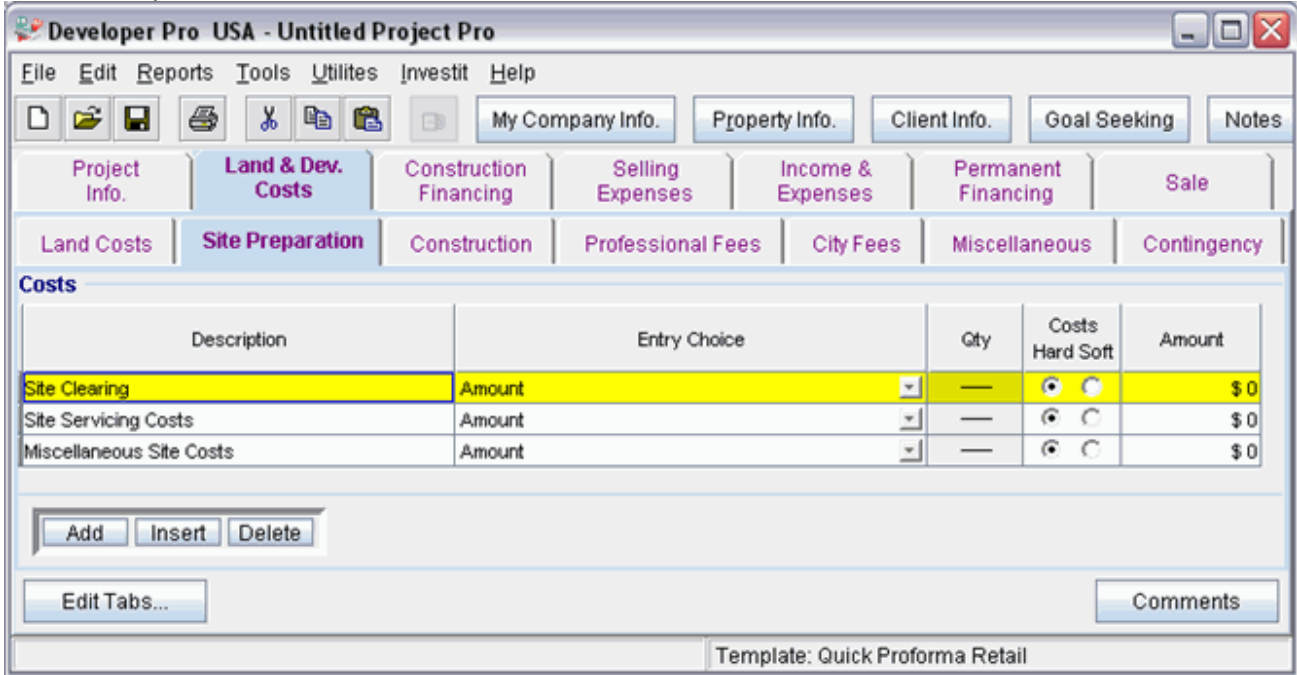 Developer Pro USA - Untitled Project Pro
File Edit Reports Tools Utilites Investit Help
My Company Info. Property Info. Client Info. Goal Seeking Notes
Project Info. Land & Dev. Costs Construction Financing Selling Expenses Income & Expenses Permanent Financing Sale
Land Costs Site Preparation Construction Professional Fees City Fees Miscellaneous Contingency
Costs
Description Entry Choice Qty Costs Hard Soft Amount
Site Clearing Amount — $ 0
Site Servicing Costs Amount — $ 0
Miscellaneous Site Costs Amount — $ 0
Add Insert Delete
Edit Tabs... Comments
Template: Quick Proforma Retail